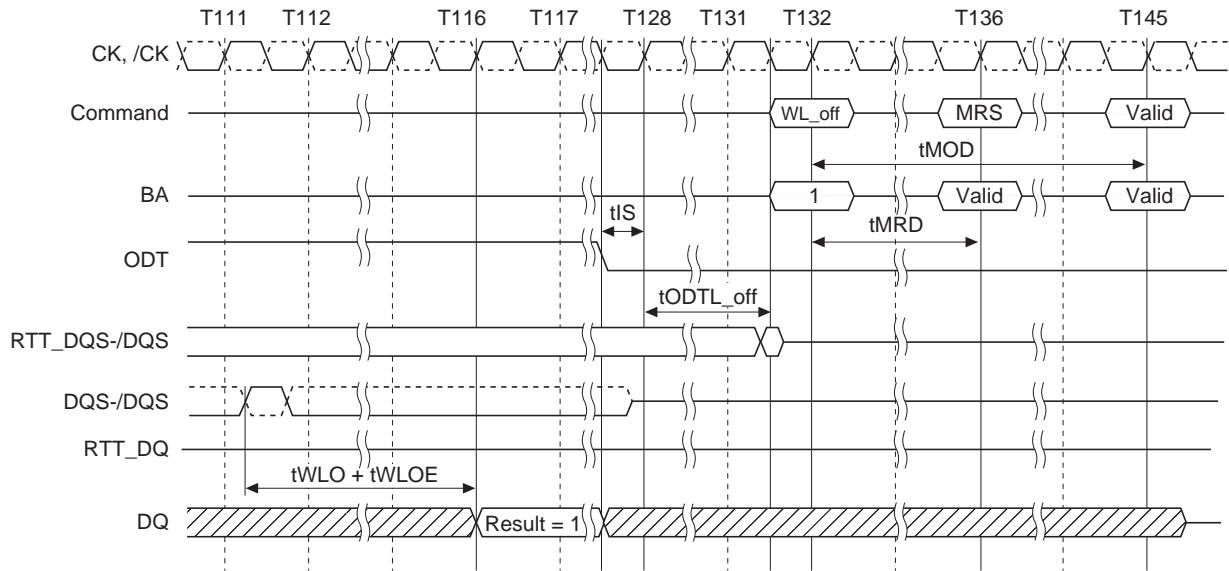 T111 T112 T116 T117 T128 T131 T132 T136 T145
CK, /CK
Command WL_off MRS Valid
tMOD
BA 1 Valid Valid
tIS
tMRD
ODT
tODTL_off
RTT_DQS-/DQS
DQS-/DQS
RTT_DQ
tWLO + tWLOE
DQ Result = 1